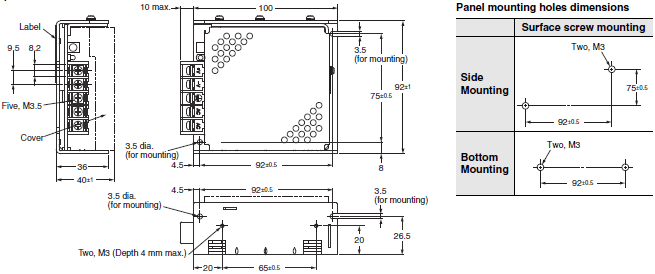 10 max.
100
Label
9.5 8.2
Five, M3.5
Cover
36
40±1
3.5
(for mounting)
75±0.5
92±1
3.5 dia.
(for mounting)
4.5
92±0.5
8
4.5
92±0.5
3.5 dia.
(for mounting)
3.5
(for mounting)
Two, M3 (Depth 4 mm max.)
20
26.5
20
65±0.5
Panel mounting holes dimensions
Surface screw mounting
Side
Mounting
Two, M3
75±0.5
92±0.5
Bottom
Mounting
Two, M3
92±0.5